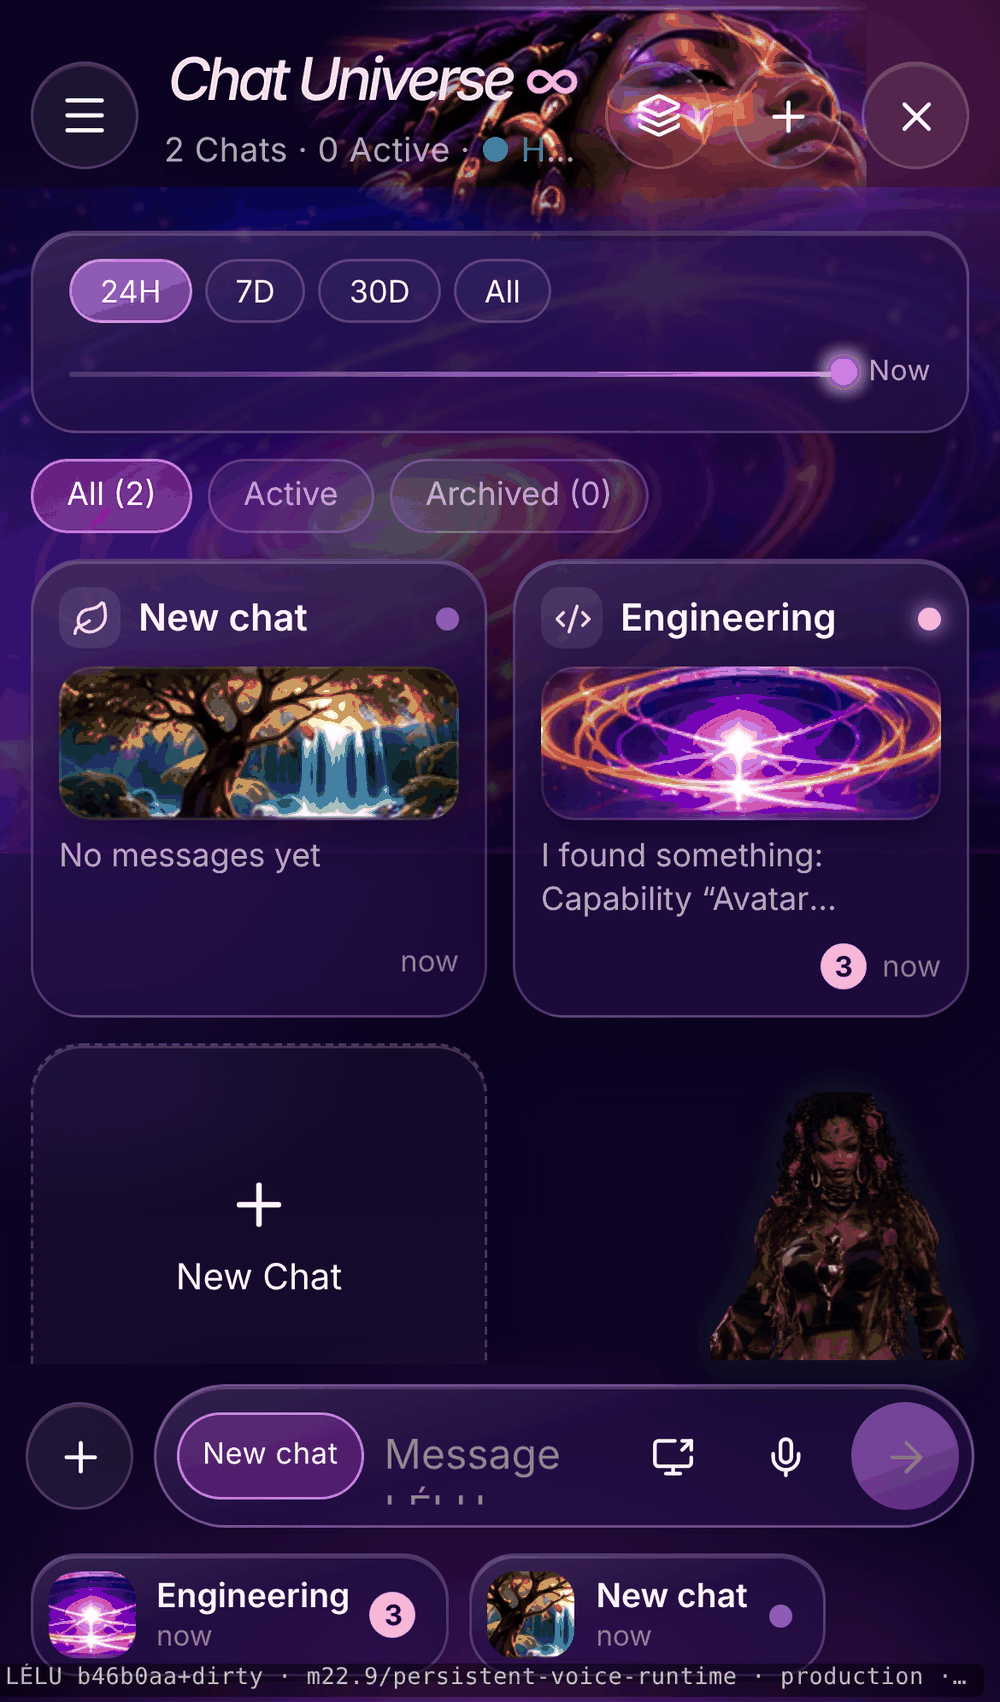 Chat Universe ∞
2 Chats · 0 Active · H...
24H 7D 30D All
Now
All (2) Active Archived (0)
New chat
No messages yet
now
Engineering
I found something:
Capability “Avatar...
3 now
New Chat
New chat Message
Engineering
now
3
New chat
now
LÉLU b46b0aa+dirty · m22.9/persistent-voice-runtime · production ·…